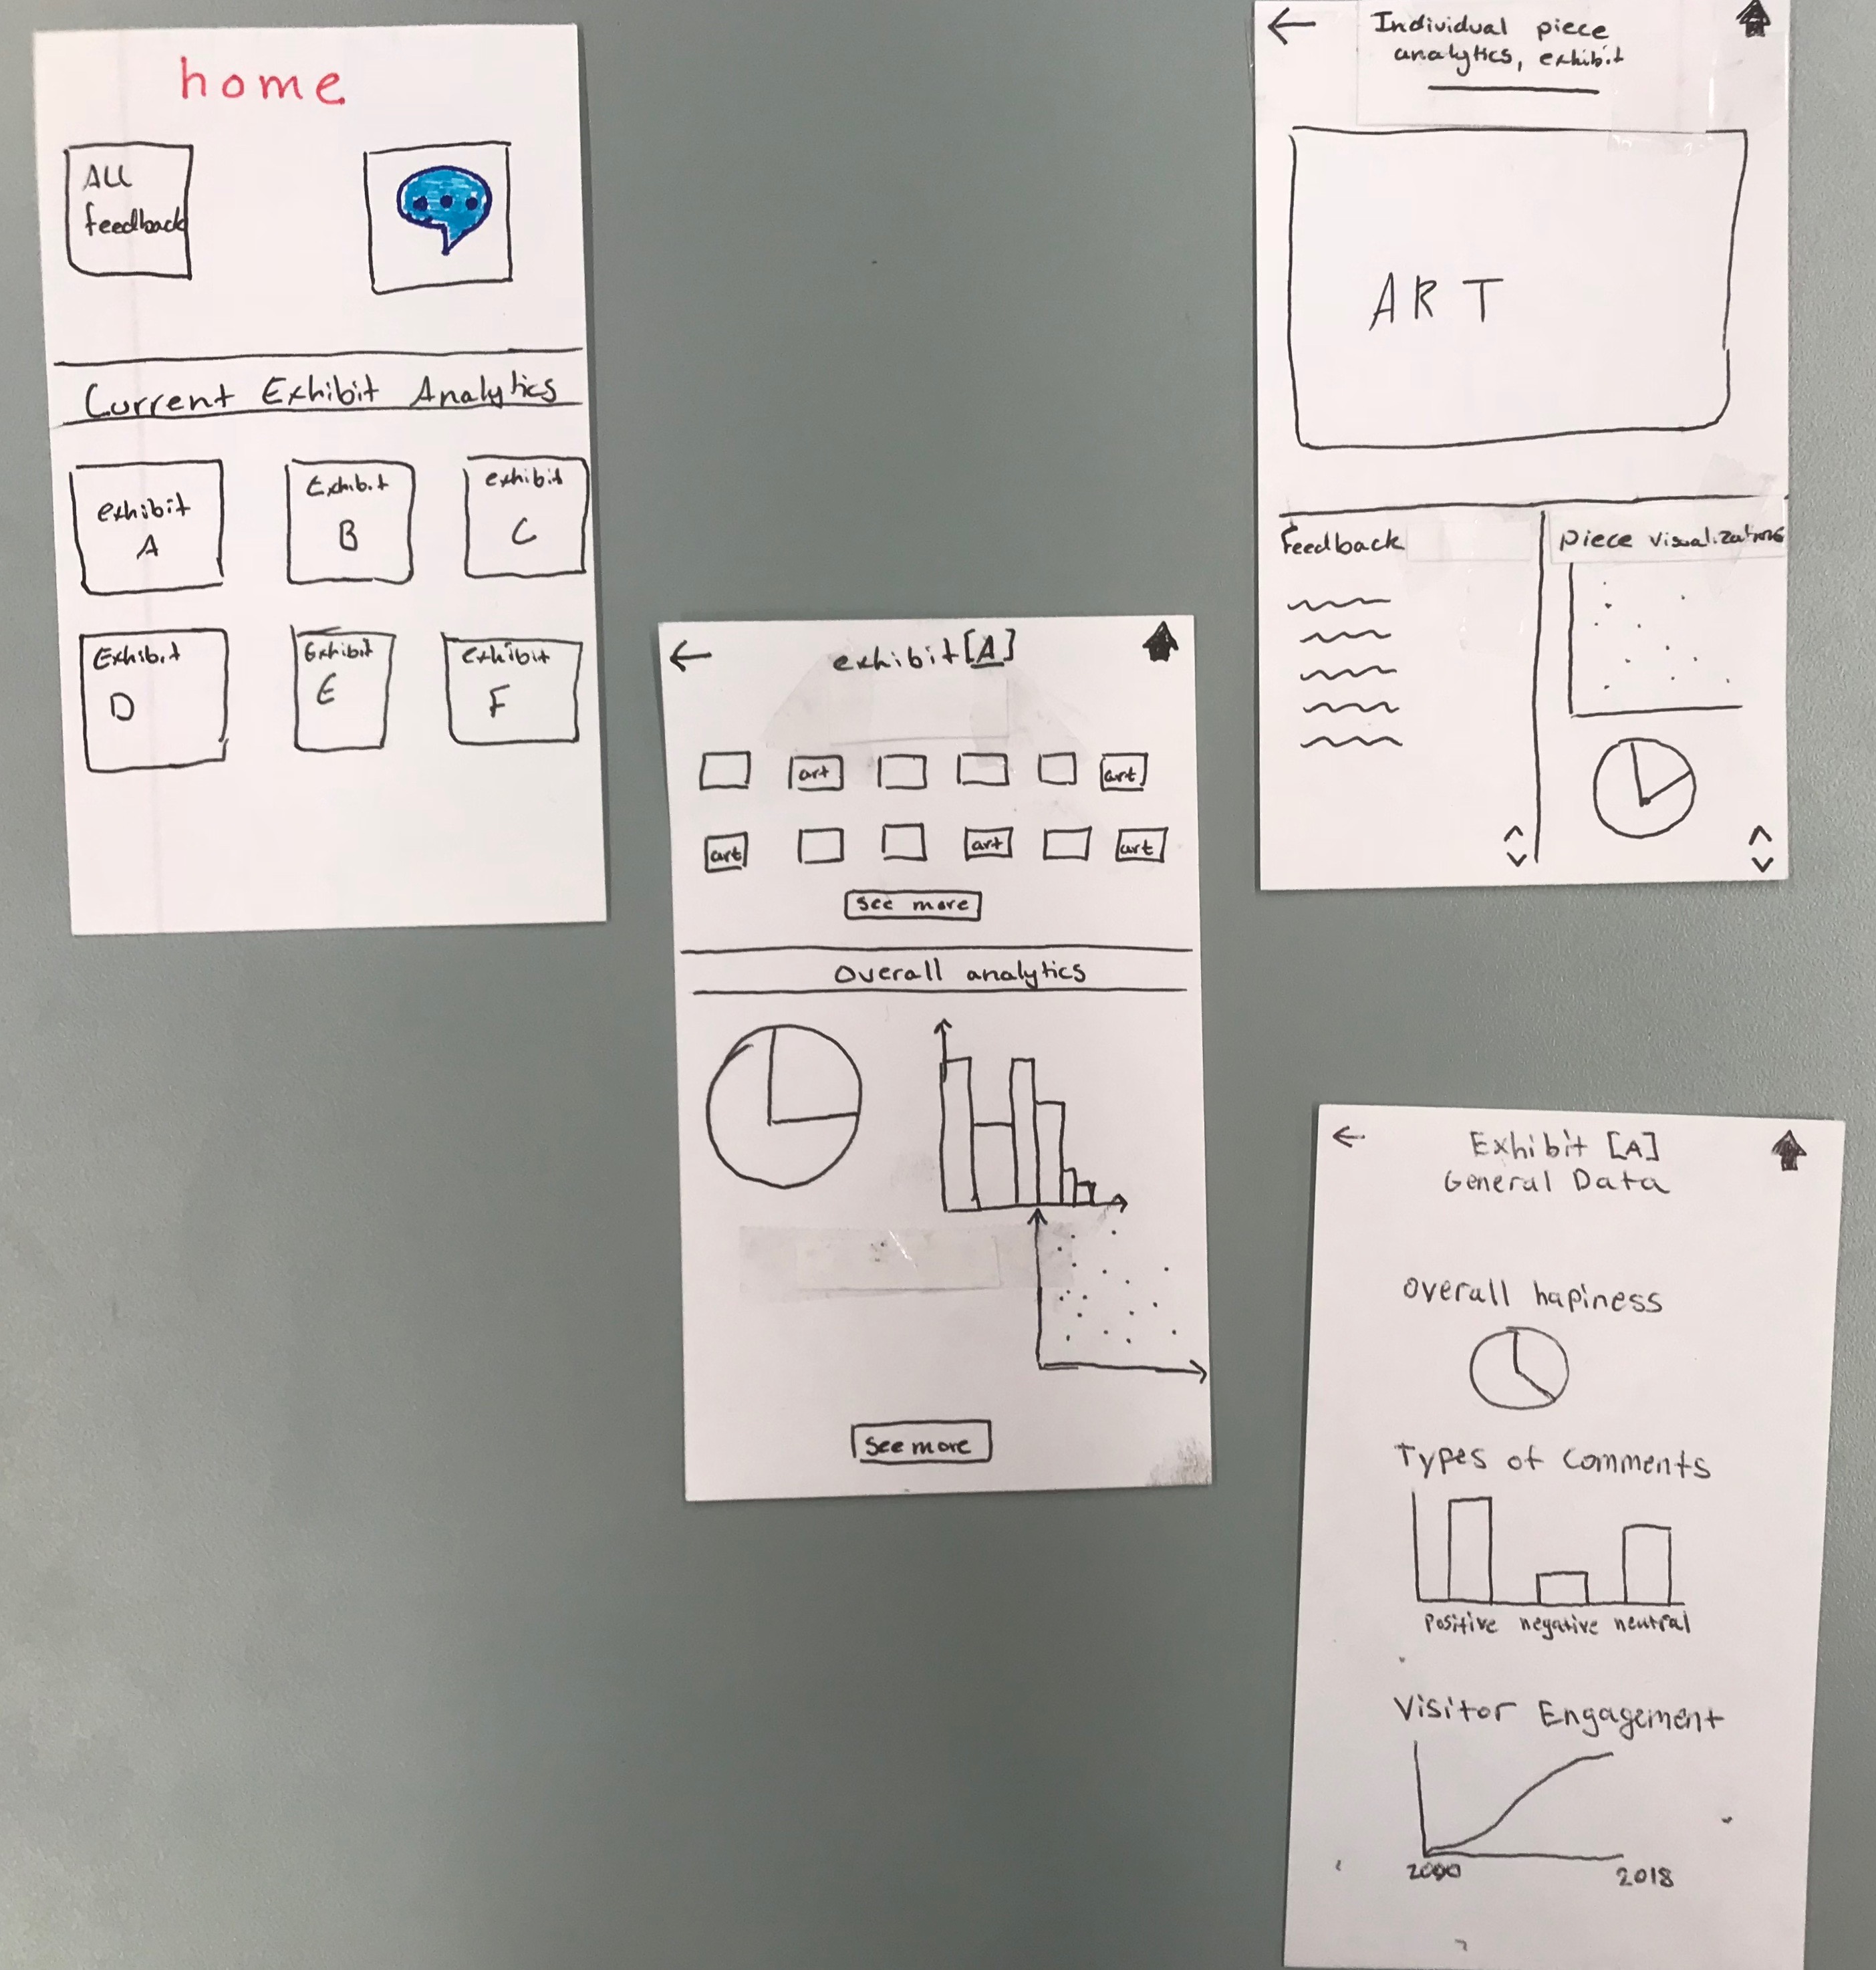 home
ALL
feedback
Current Exhibit Analytics
exhibit
A
Exhibit
B
exhibit
C
Exhibit
D
Exhibit
E
exhibit
F
exhibit [A]
art
art
art
art
art
see more
Overall analytics
see more
Individual piece
analytics, exhibit
ART
Feedback
piece visualizations
Exhibit [A]
General Data
Overall hapiness
Types of Comments
positive negative neutral
Visitor Engagement
2000
2018